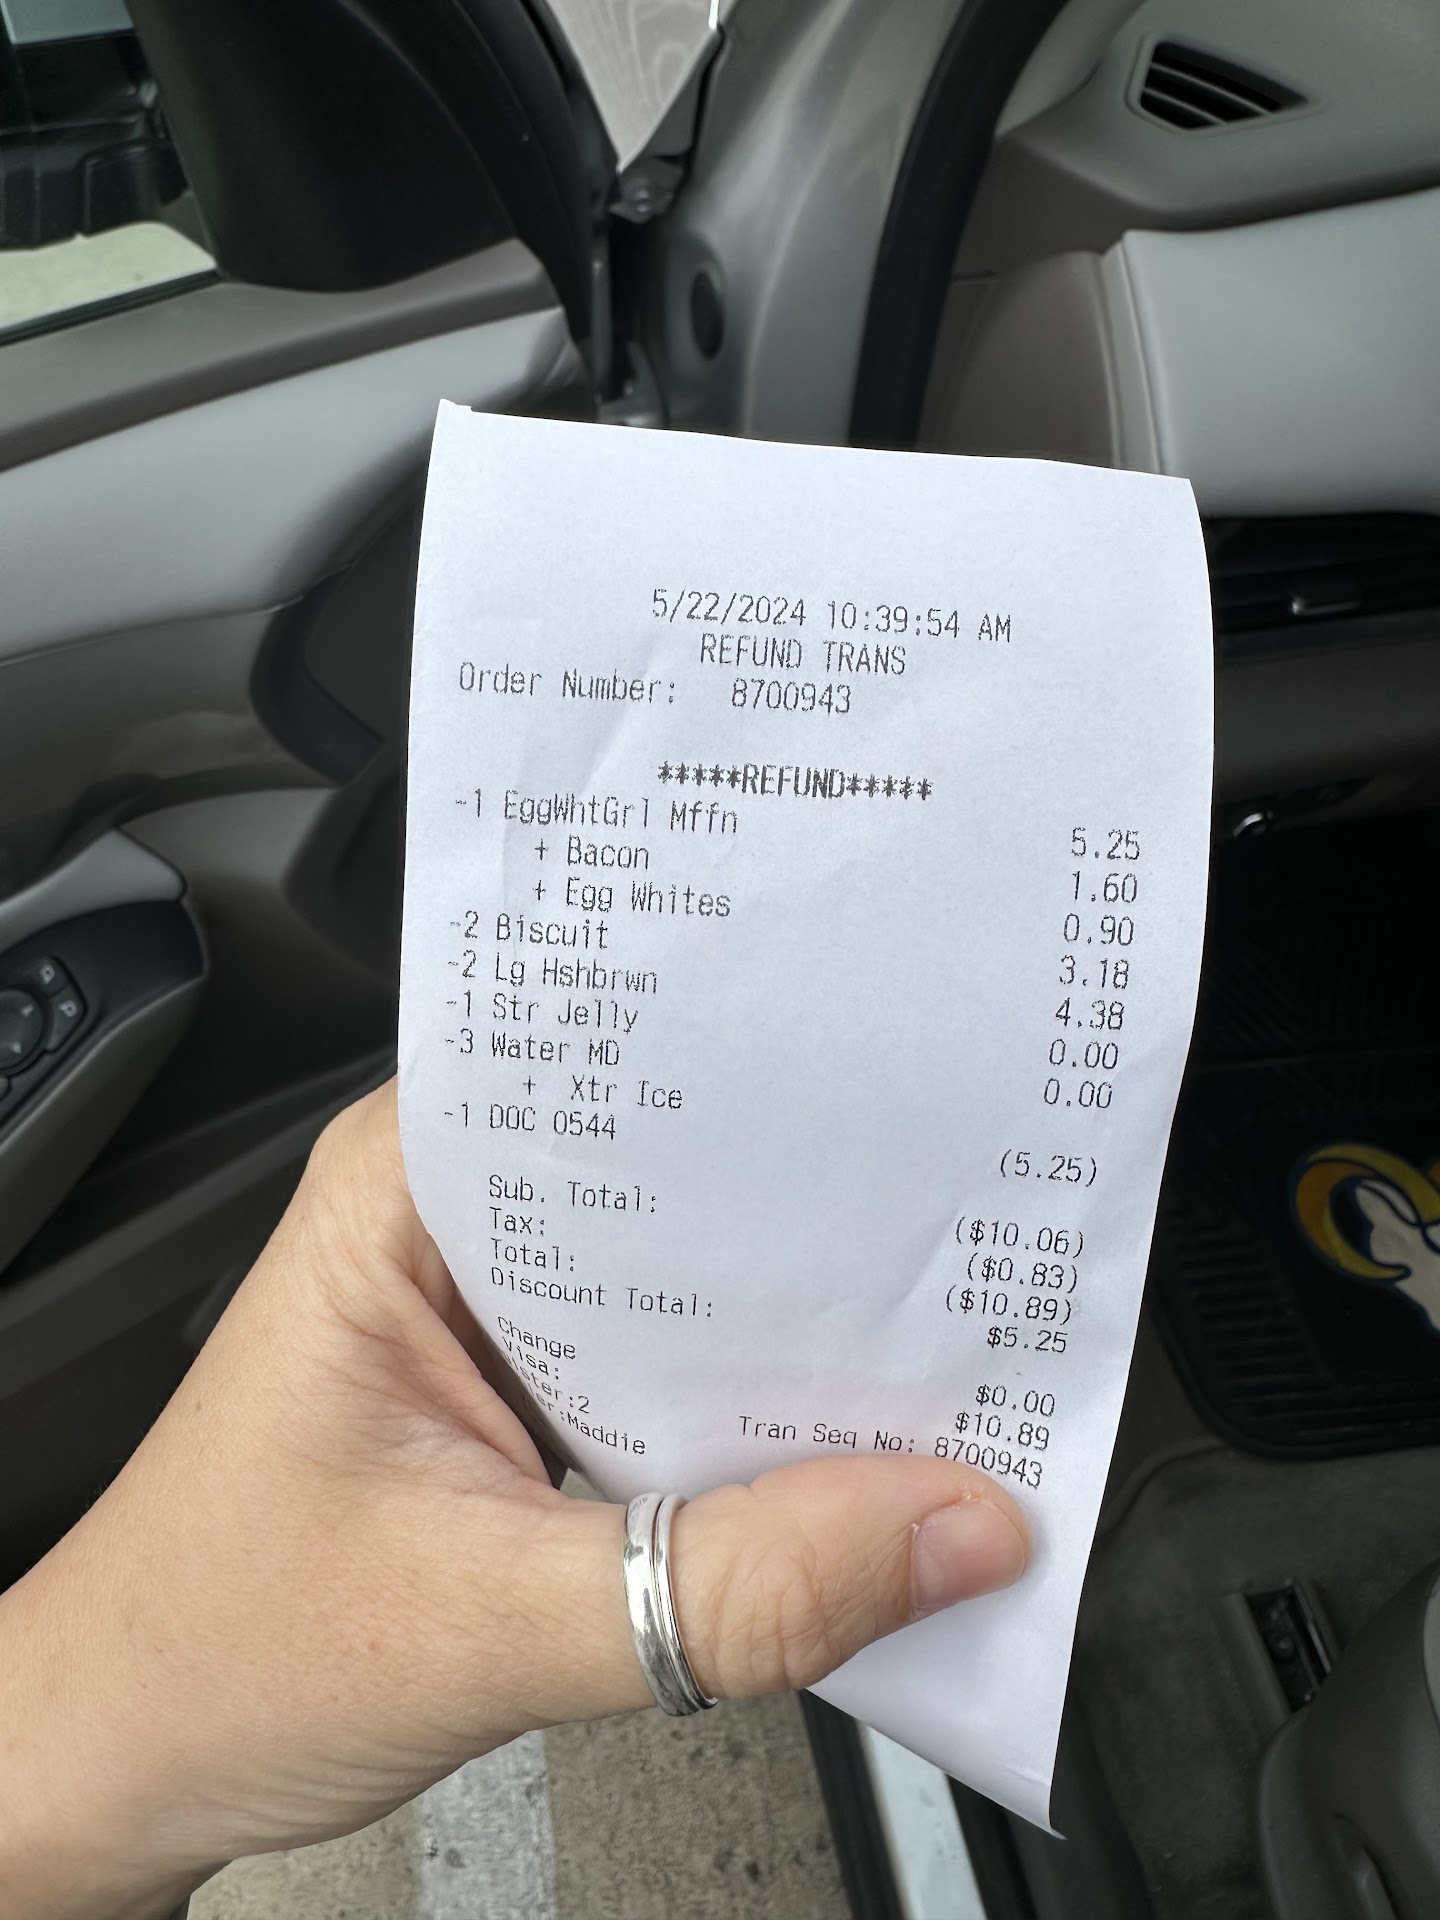 5/22/2024 10:39:54 AM
REFUND TRANS
Order Number: 8700943
*****REFUND*****
-1 EggWhtGrl Mffn 5.25
+ Bacon 1.60
+ Egg Whites 0.90
-2 Biscuit 3.18
-2 Lg Hshbrwn 4.38
-1 Str Jelly 0.00
-3 Water MD 0.00
+ Xtr Ice
-1 DOC 0544 (5.25)
Sub. Total: ($10.06)
Tax: ($0.83)
Total: ($10.89)
Discount Total: $5.25
Change $0.00
Visa: $10.89
:2 Tran Seq No: 8700943
:Maddie